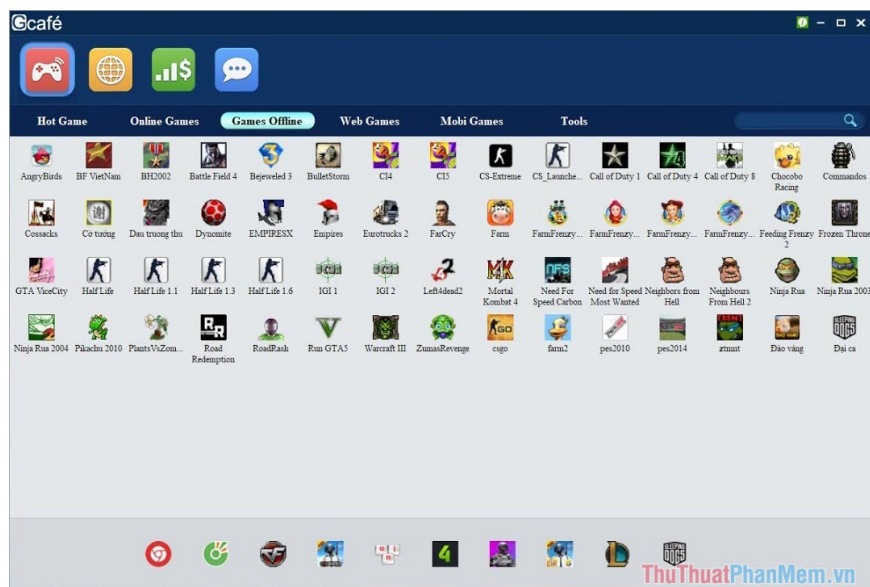 Gcafé
Hot Game Online Games Games Offline Web Games Mobi Games Tools
AngryBirds BF VietNam BH2002 Battle Field 4 Bejeweled 3 BulletStorm CI4 CI5 CS-Extreme CS_Launche... Call of Duty 1 Call of Duty 4 Call of Duty 8 Chocobo Racing Commandos
Cossacks Cờ tướng Dau truong thu Dynomite EMPIRESX Empires Eurotrucks 2 FarCry Farm FarmFrenzy... FarmFrenzy... FarmFrenzy... FarmFrenzy... Feeding Frenzy 2 Frozen Throne
GTA ViceCity Half Life Half Life 1.1 Half Life 1.3 Half Life 1.6 IGI 1 IGI 2 Left4dead2 Mortal Kombat 4 Need For Speed Carbon Need for Speed Most Wanted Neighbors from Hell Neighbours From Hell 2 Ninja Rua Ninja Rua 2003
Ninja Rua 2004 Pikachu 2010 PlantsVsZom... Road Redemption RoadRash Run GTA5 Warcraft III ZumasRevenge csgo farm2 pes2010 pes2014 ztmnt Đào vàng Đại ca
SLEEPING DOGS
ThuThuatPhanMem.vn